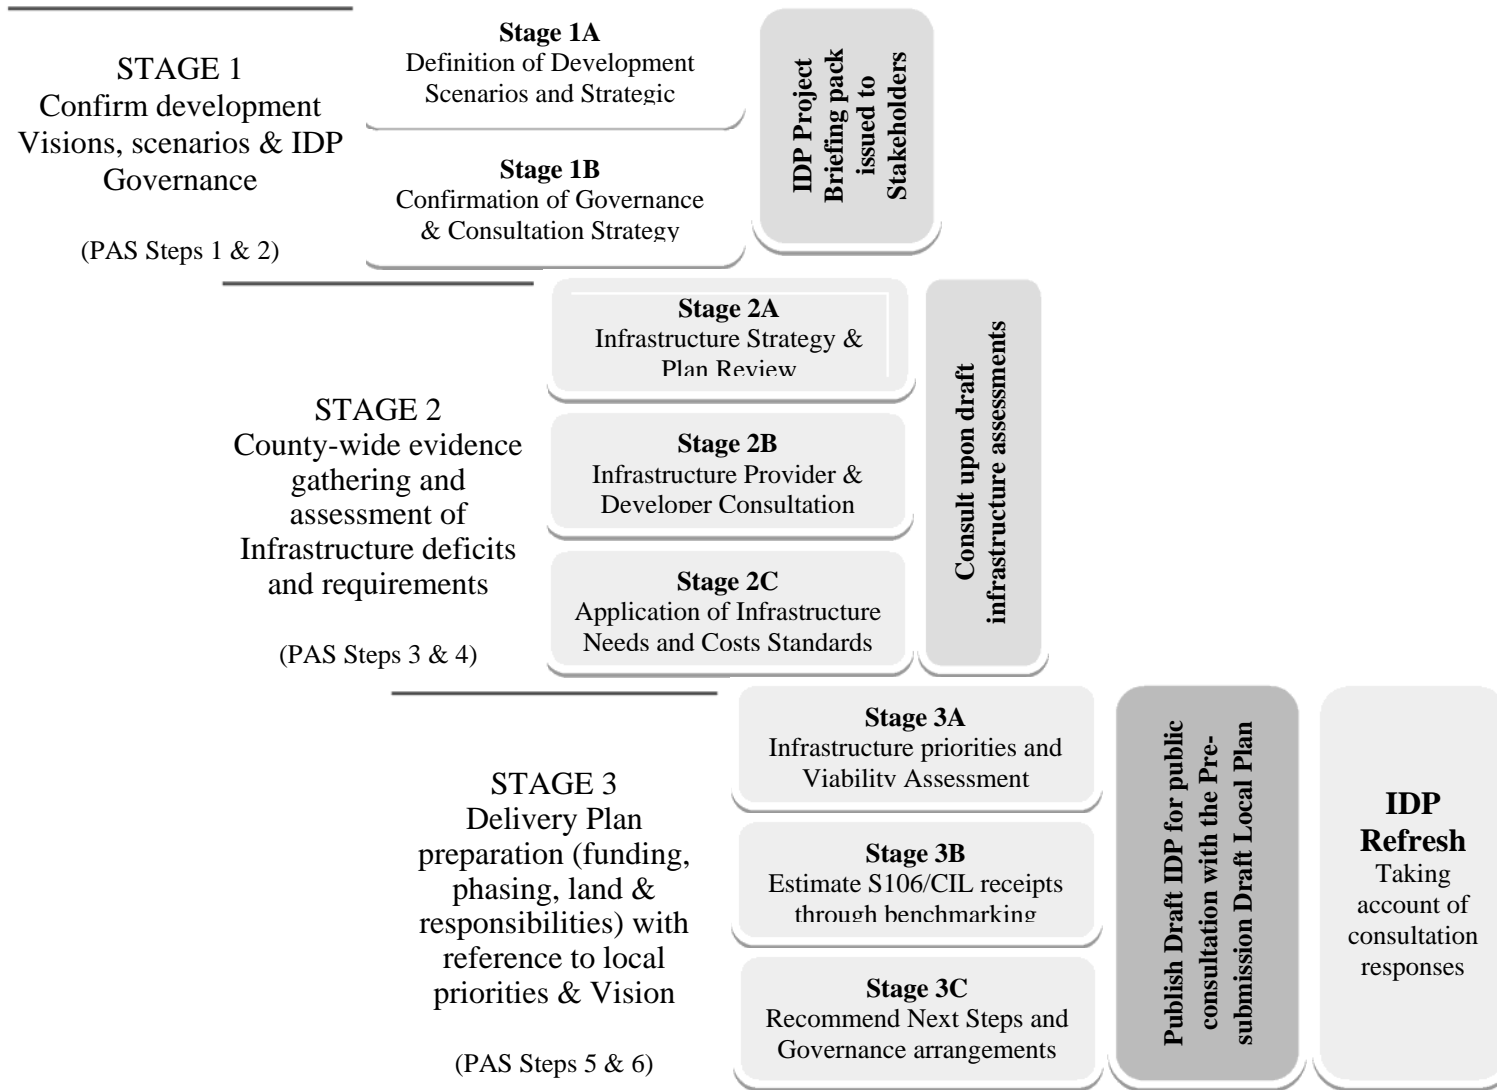 STAGE 1
Confirm development
Visions, scenarios & IDP
Governance
(PAS Steps 1 & 2)
Stage 1A
Definition of Development
Scenarios and Strategic
Stage 1B
Confirmation of Governance
& Consultation Strategy
IDP Project
Briefing pack
issued to
Stakeholders
STAGE 2
County-wide evidence
gathering and
assessment of
Infrastructure deficits
and requirements
(PAS Steps 3 & 4)
Stage 2A
Infrastructure Strategy &
Plan Review
Stage 2B
Infrastructure Provider &
Developer Consultation
Stage 2C
Application of Infrastructure
Needs and Costs Standards
Consult upon draft
infrastructure assessments
STAGE 3
Delivery Plan
preparation (funding,
phasing, land &
responsibilities) with
reference to local
priorities & Vision
(PAS Steps 5 & 6)
Stage 3A
Infrastructure priorities and
Viability Assessment
Stage 3B
Estimate S106/CIL receipts
through benchmarking
Stage 3C
Recommend Next Steps and
Governance arrangements
Publish Draft IDP for public
consultation with the Pre-
submission Draft Local Plan
IDP
Refresh
Taking
account of
consultation
responses